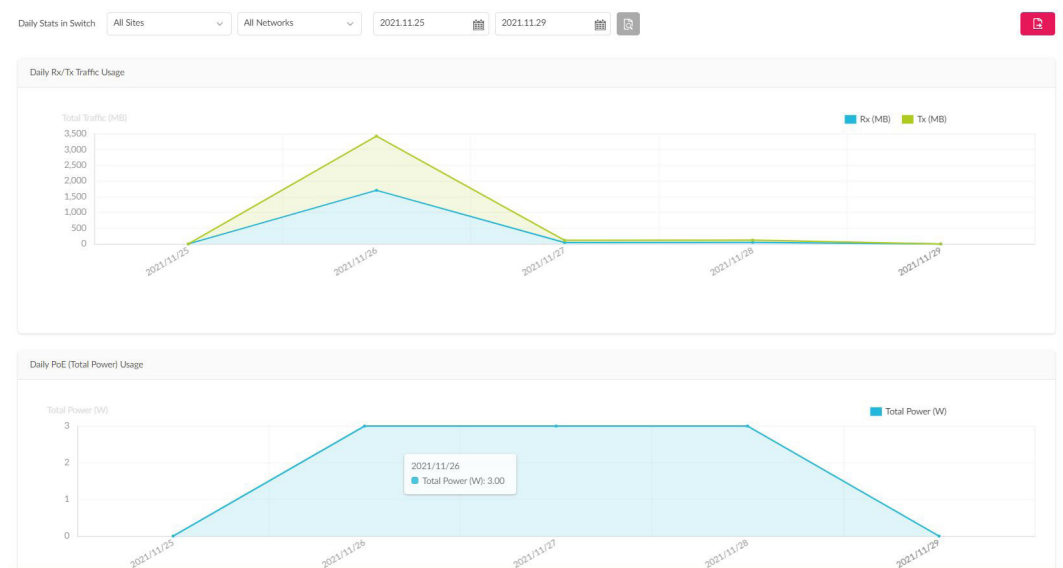 Daily Stats in Switch All Sites All Networks 2021.11.25 2021.11.29
Daily Rx/Tx Traffic Usage
Total Traffic (MB)
Rx (MB) Tx (MB)
3,500
3,000
2,500
2,000
1,500
1,000
500
0
2021/11/25 2021/11/26 2021/11/27 2021/11/28 2021/11/29
Daily PoE (Total Power) Usage
Total Power (W)
Total Power (W)
3
2
1
0
2021/11/26
Total Power (W): 3.00
2021/11/25 2021/11/26 2021/11/27 2021/11/28 2021/11/29